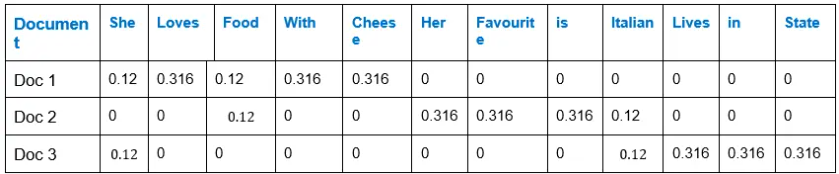 Document She Loves Food With Cheese Her Favourite is Italian Lives in State
Doc 1 0.12 0.316 0.12 0.316 0.316 0 0 0 0 0 0 0
Doc 2 0 0 0.12 0 0 0.316 0.316 0.316 0.12 0 0 0
Doc 3 0.12 0 0 0 0 0 0 0 0.12 0.316 0.316 0.316